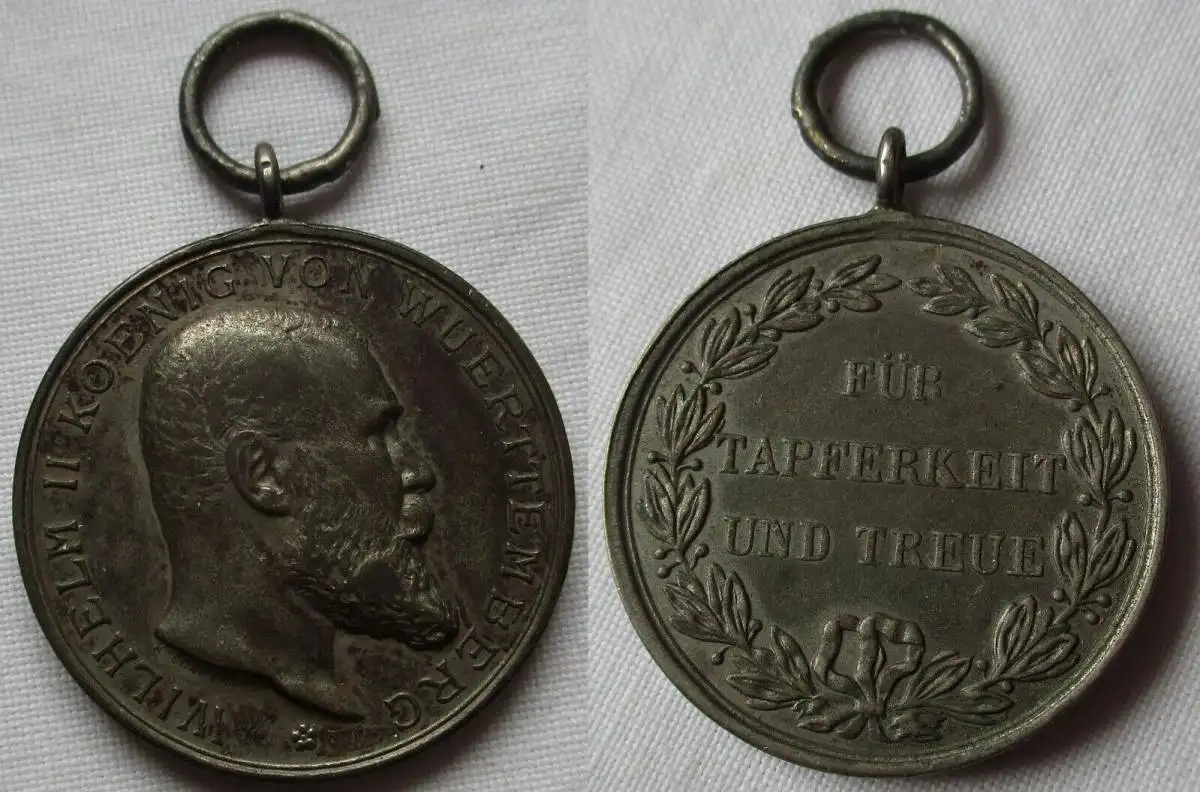 WILHELM II KOENIG VON WUERTTEMBERG
FÜR
TAPFERKEIT
UND TREUE